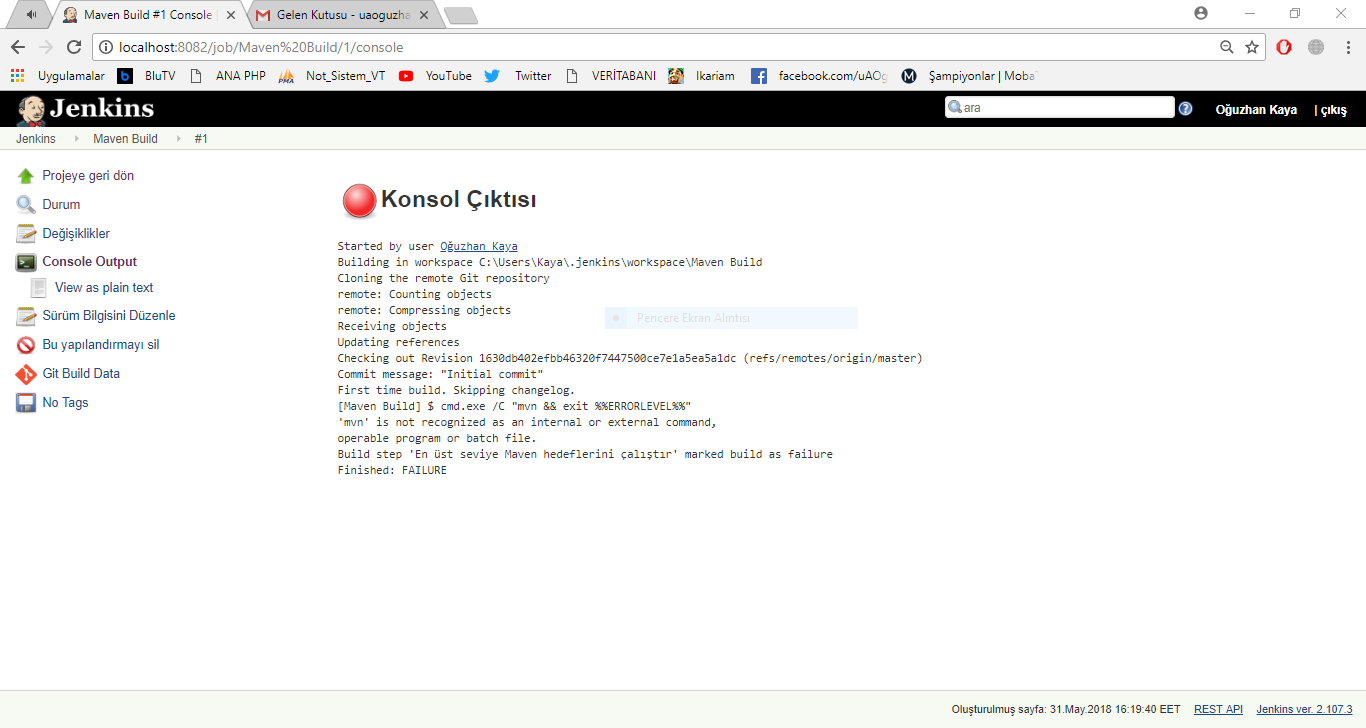 Maven Build #1 Console
Gelen Kutusu - uaoguzha
localhost:8082/job/Maven%20Build/1/console
Uygulamalar
b BluTV
ANA PHP
PMA Not_Sistem_VT
YouTube
Twitter
VERİTABANI
Ikariam
facebook.com/uAOg
M Şampiyonlar | Moba
Jenkins
ara
Oğuzhan Kaya
| çıkış
Jenkins
Maven Build
#1
Projeye geri dön
Durum
Değişiklikler
Console Output
View as plain text
Sürüm Bilgisini Düzenle
Bu yapılandırmayı sil
Git Build Data
No Tags
Konsol Çıktısı
Started by user Oğuzhan Kaya
Building in workspace C:\Users\Kaya\.jenkins\workspace\Maven Build
Cloning the remote Git repository
remote: Counting objects
remote: Compressing objects
Receiving objects
Updating references
Checking out Revision 1630db402efbb46320f7447500ce7e1a5ea5a1dc (refs/remotes/origin/master)
Commit message: "Initial commit"
First time build. Skipping changelog.
[Maven Build] $ cmd.exe /C "mvn && exit %%ERRORLEVEL%%"
'mvn' is not recognized as an internal or external command,
operable program or batch file.
Build step 'En üst seviye Maven hedeflerini çalıştır' marked build as failure
Finished: FAILURE
Pencere Ekran Alıntısı
Oluşturulmuş sayfa: 31.May.2018 16:19:40 EET
REST API
Jenkins ver. 2.107.3